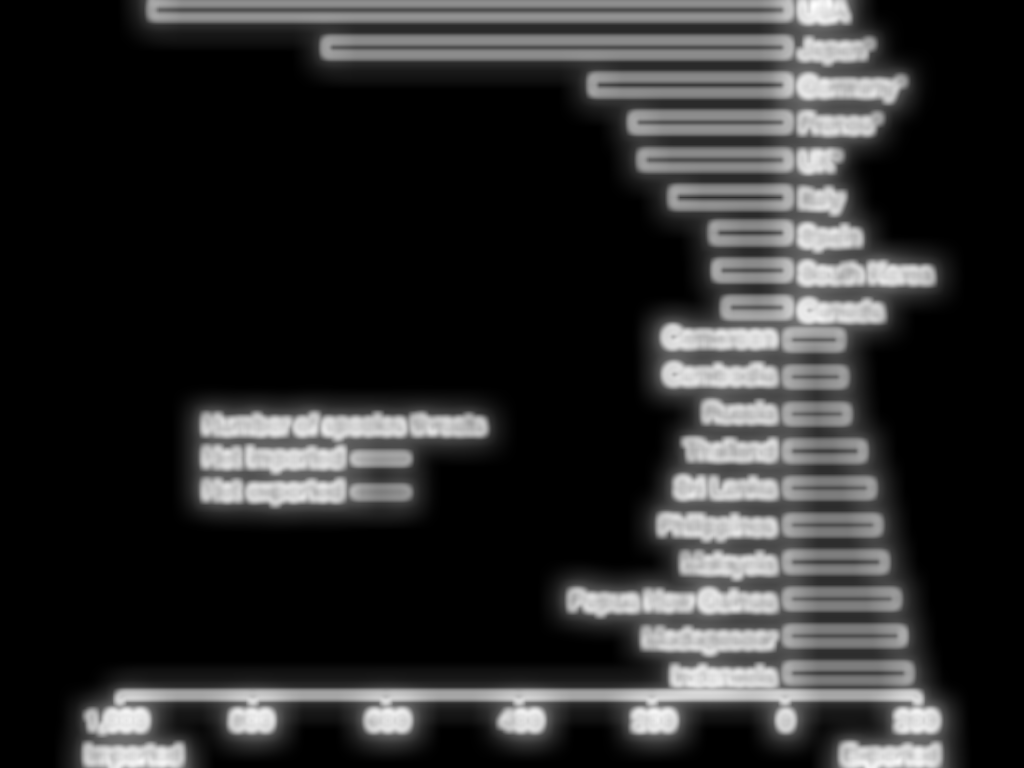 USA
Japan*
Germany*
France*
UK*
Italy
Spain
South Korea
Canada
Cameroon
Cambodia
Russia
Thailand
Sri Lanka
Philippines
Malaysia
Papua New Guinea
Madagascar
Indonesia
Number of species threats
Net imported
Net exported
1,000 800 600 400 200 0 200
Imported Exported